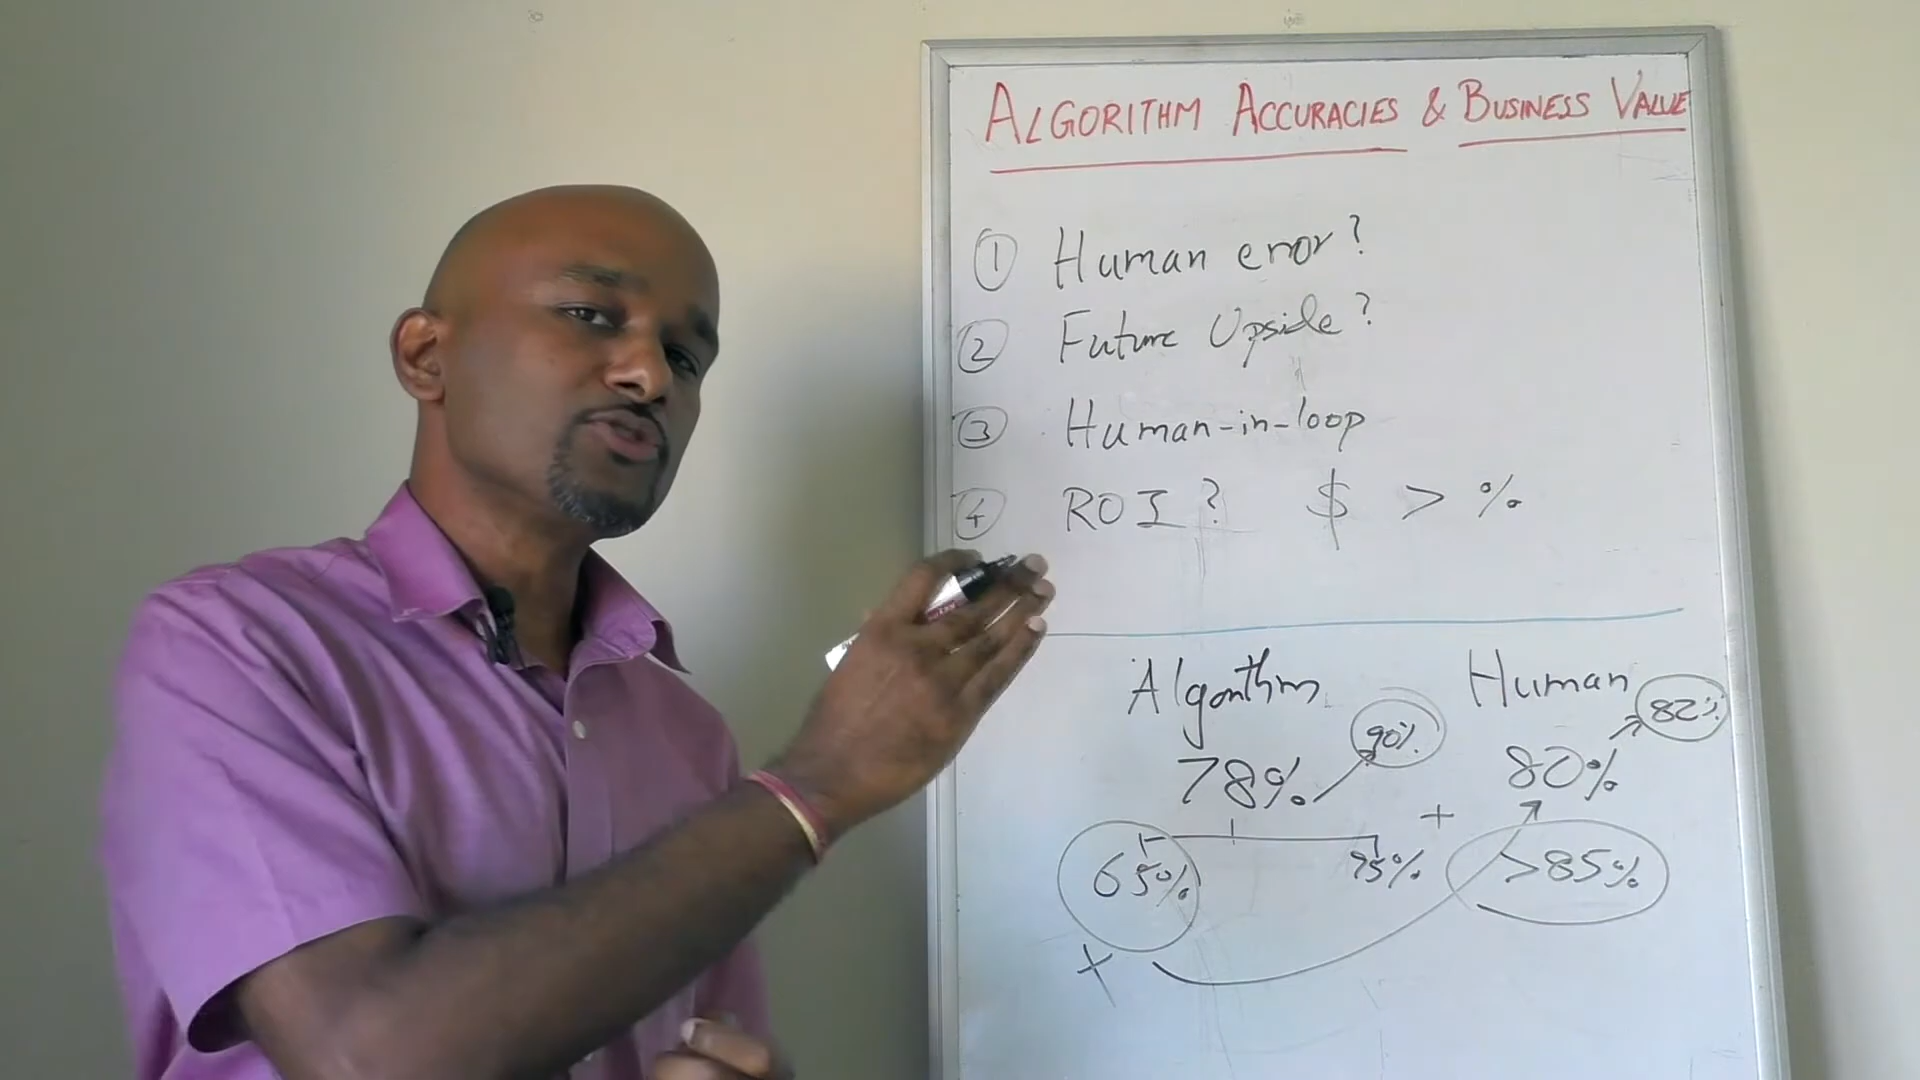 ALGORITHM ACCURACIES & BUSINESS VALUE
1 Human error?
2 Future Upside?
3 Human-in-loop
4 ROI? $ > %
Algorithm Human
82%
90%
78% 80%
+
65% 95% >85%